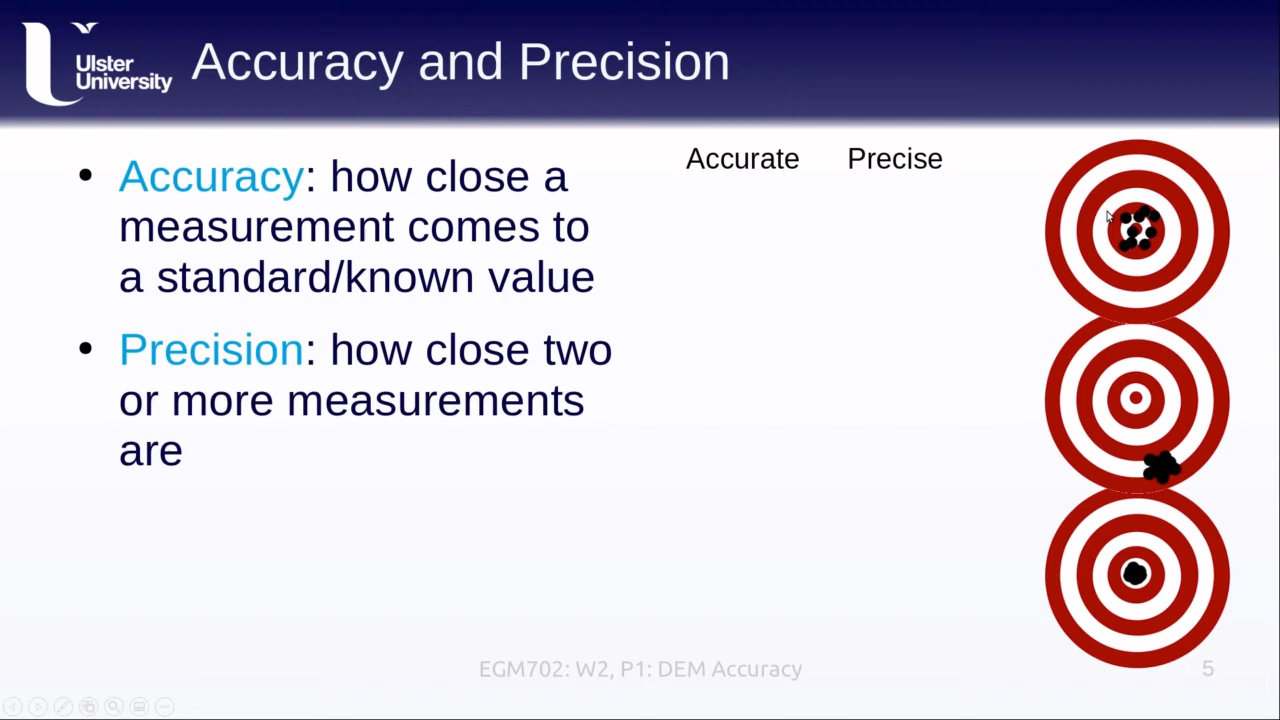 Ulster
University
Accuracy and Precision
• Accuracy: how close a
measurement comes to
a standard/known value
• Precision: how close two
or more measurements
are
Accurate Precise
EGM702: W2, P1: DEM Accuracy
5